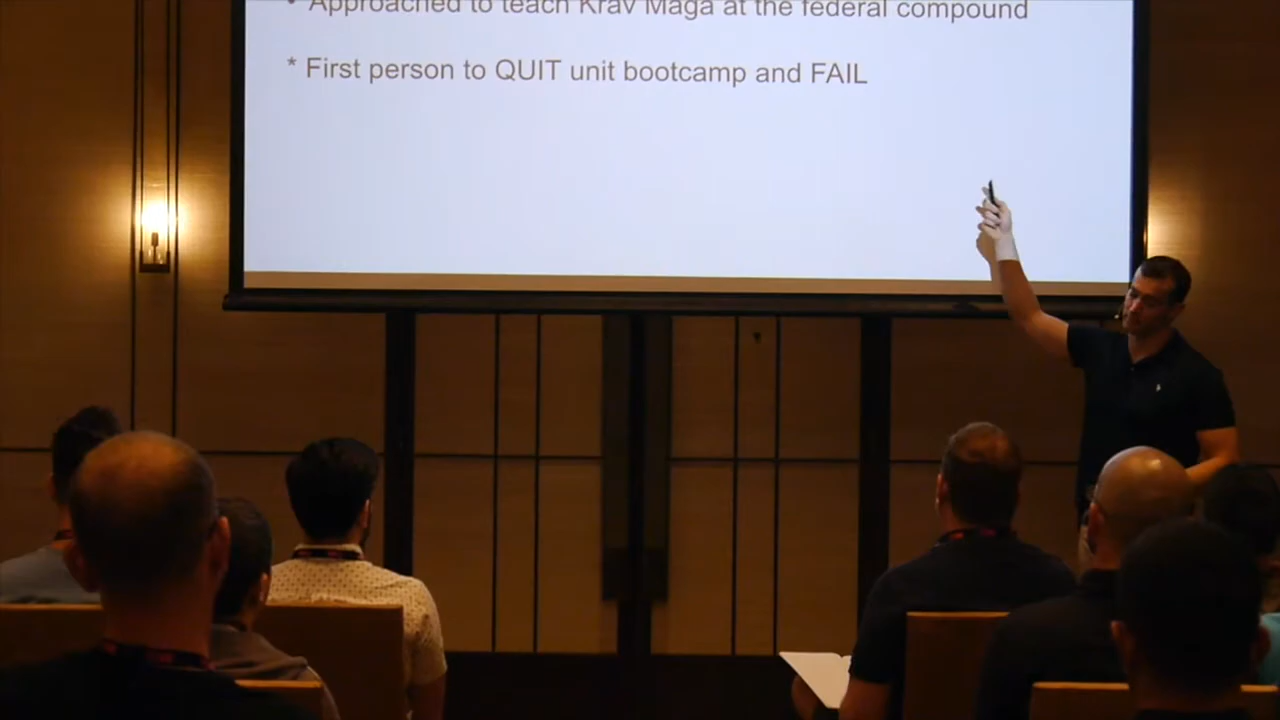 * Approached to teach Krav Maga at the federal compound
* First person to QUIT unit bootcamp and FAIL